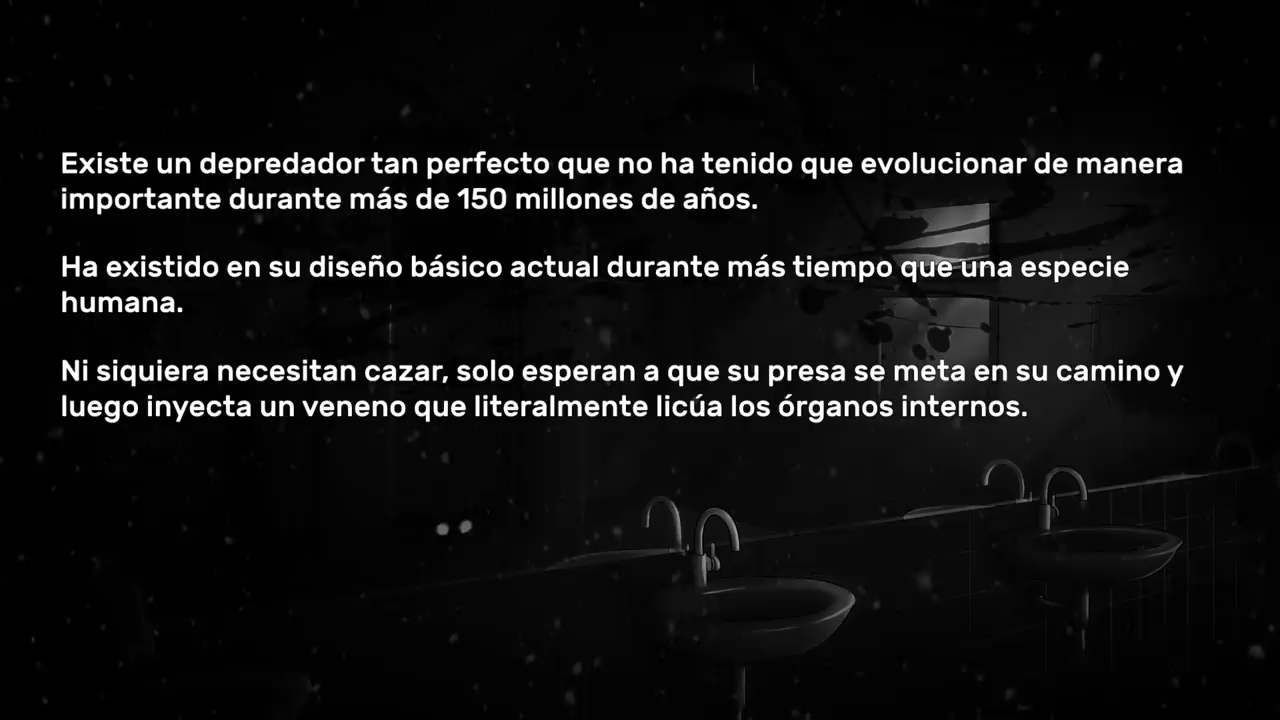 Existe un depredador tan perfecto que no ha tenido que evolucionar de manera
importante durante más de 150 millones de años.
Ha existido en su diseño básico actual durante más tiempo que una especie
humana.
Ni siquiera necesitan cazar, solo esperan a que su presa se meta en su camino y
luego inyecta un veneno que literalmente licúa los órganos internos.